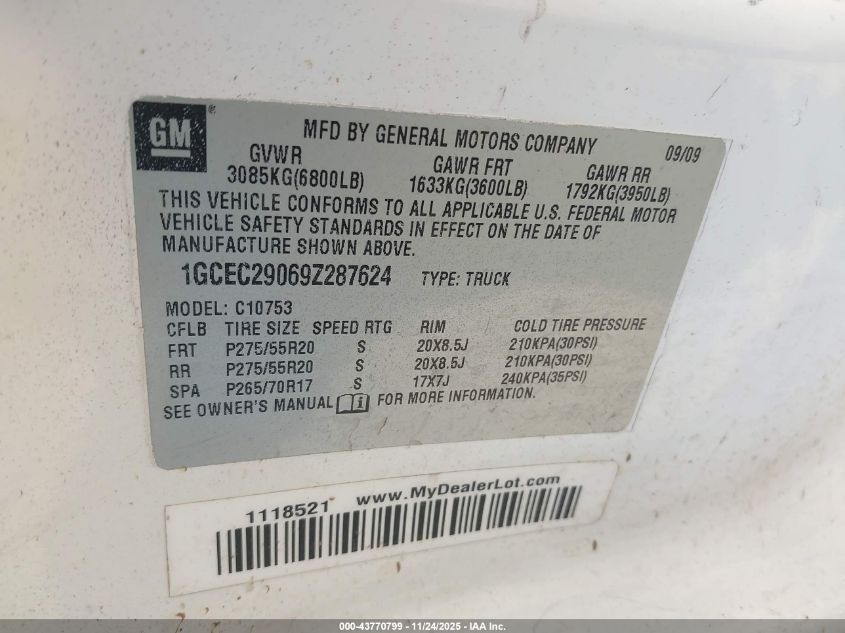 GM®
MFD BY GENERAL MOTORS COMPANY 09/09
GVWR GAWR FRT GAWR RR
3085KG(6800LB) 1633KG(3600LB) 1792KG(3950LB)
THIS VEHICLE CONFORMS TO ALL APPLICABLE U.S. FEDERAL MOTOR
VEHICLE SAFETY STANDARDS IN EFFECT ON THE DATE OF
MANUFACTURE SHOWN ABOVE.
1GCEC29069Z287624 TYPE: TRUCK
MODEL: C10753
CFLB TIRE SIZE SPEED RTG RIM COLD TIRE PRESSURE
FRT P275/55R20 S 20X8.5J 210KPA(30PSI)
RR P275/55R20 S 20X8.5J 210KPA(30PSI)
SPA P265/70R17 S 17X7J 240KPA(35PSI)
SEE OWNER'S MANUAL i FOR MORE INFORMATION.
1118521 www.MyDealerLot.com
000-43770799 - 11/24/2025 - IAA Inc.